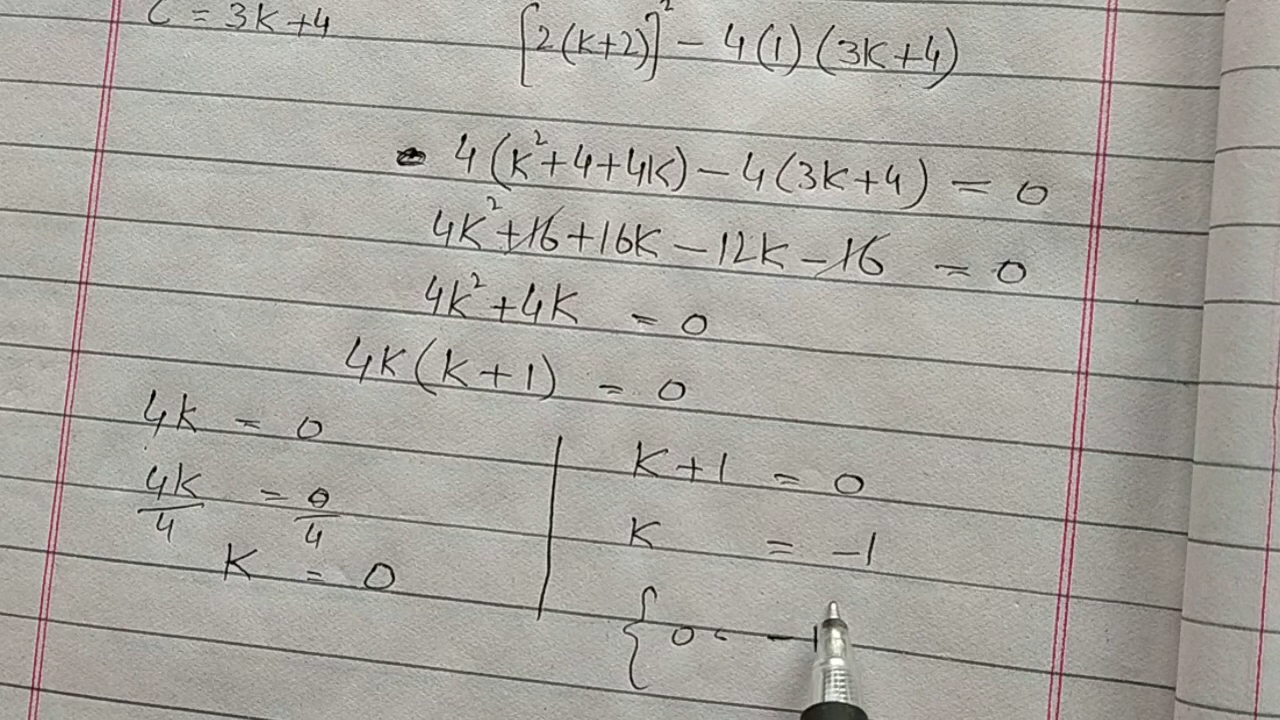 C = 3K+4
[2(K+2)]² - 4(1)(3K+4)
4(K²+4+4K) - 4(3K+4) = 0
4K²+16+16K - 12K - 16 = 0
4K²+4K = 0
4K(K+1) = 0
4K = 0
4K/4 = 0/4
K = 0
K+1 = 0
K = -1
{0, -1